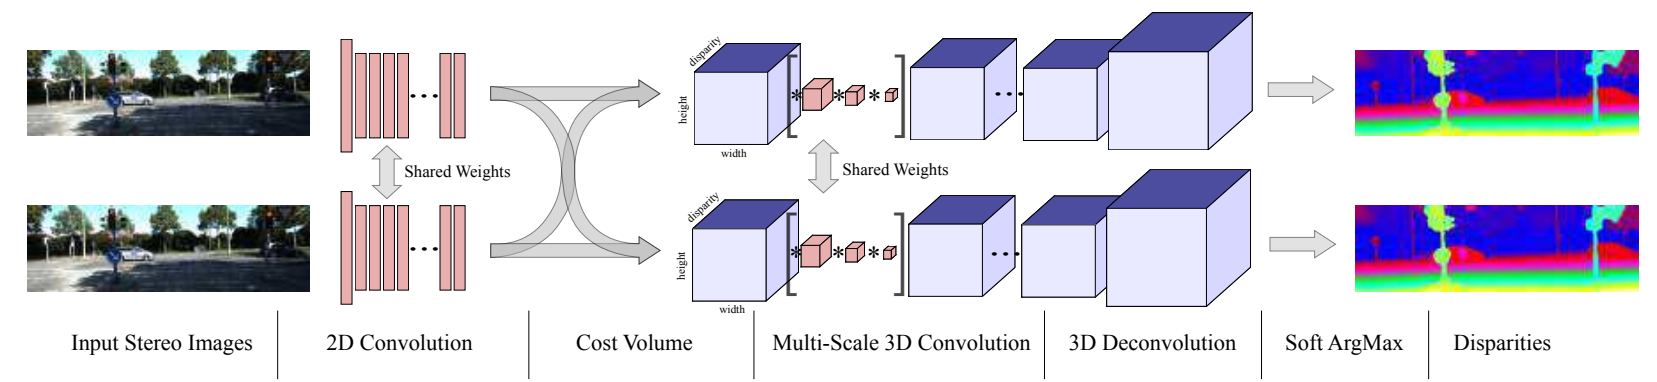 disparity
height
width
* * *
...
...
Shared Weights
Shared Weights
...
disparity
height
width
* * *
...
Input Stereo Images
2D Convolution
Cost Volume
Multi-Scale 3D Convolution
3D Deconvolution
Soft ArgMax
Disparities